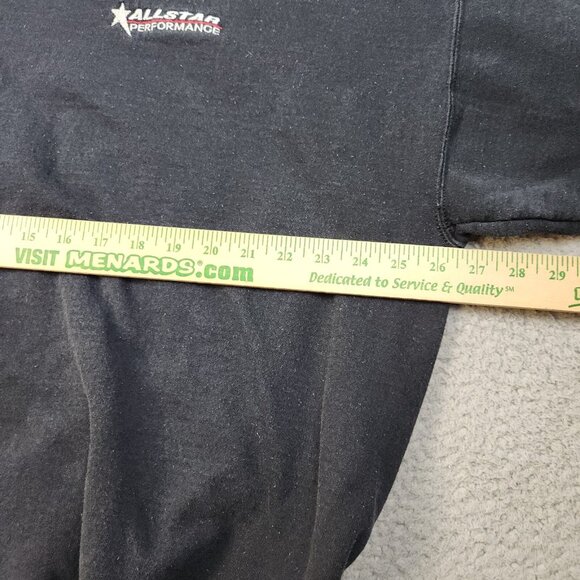 ALLSTAR
PERFORMANCE
15 16 17 18 19 20 21 22 23 24 25 26 27 28 29
VISIT MENARDS.com
Dedicated to Service & Quality SM